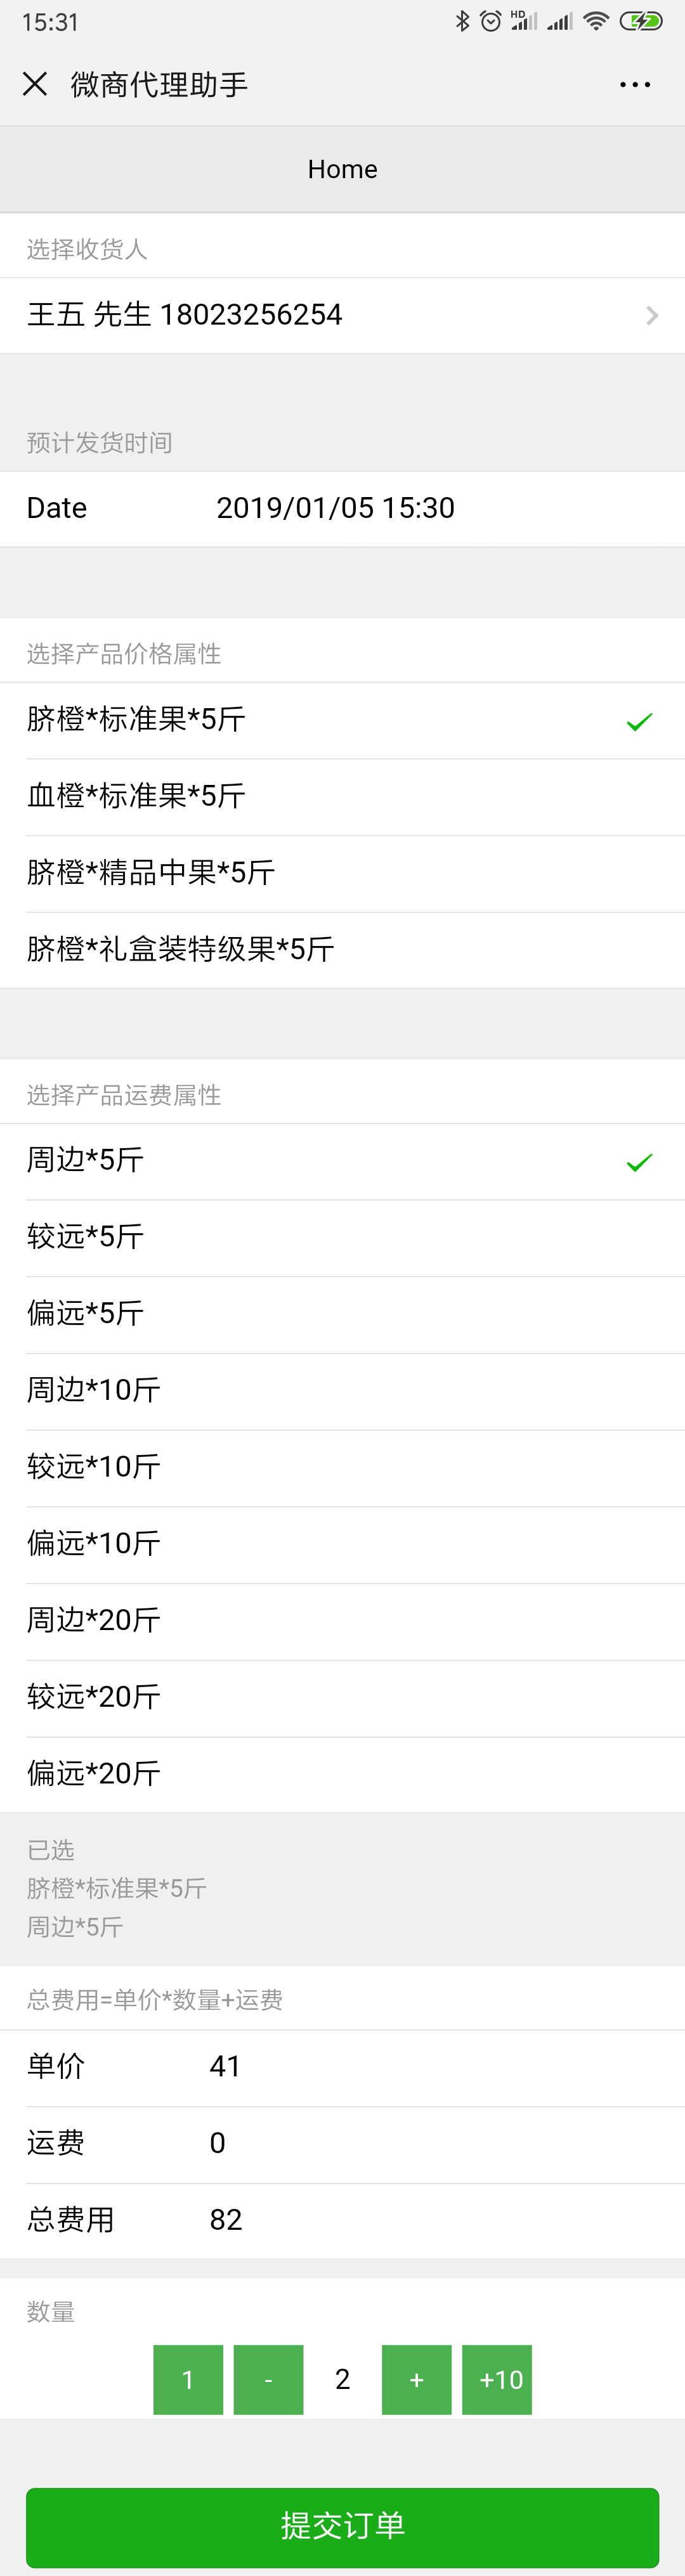 15:31
HD
微商代理助手
Home
选择收货人
王五 先生 18023256254
预计发货时间
Date 2019/01/05 15:30
选择产品价格属性
脐橙*标准果*5斤
血橙*标准果*5斤
脐橙*精品中果*5斤
脐橙*礼盒装特级果*5斤
选择产品运费属性
周边*5斤
较远*5斤
偏远*5斤
周边*10斤
较远*10斤
偏远*10斤
周边*20斤
较远*20斤
偏远*20斤
已选
脐橙*标准果*5斤
周边*5斤
总费用=单价*数量+运费
单价 41
运费 0
总费用 82
数量
1 - 2 + +10
提交订单